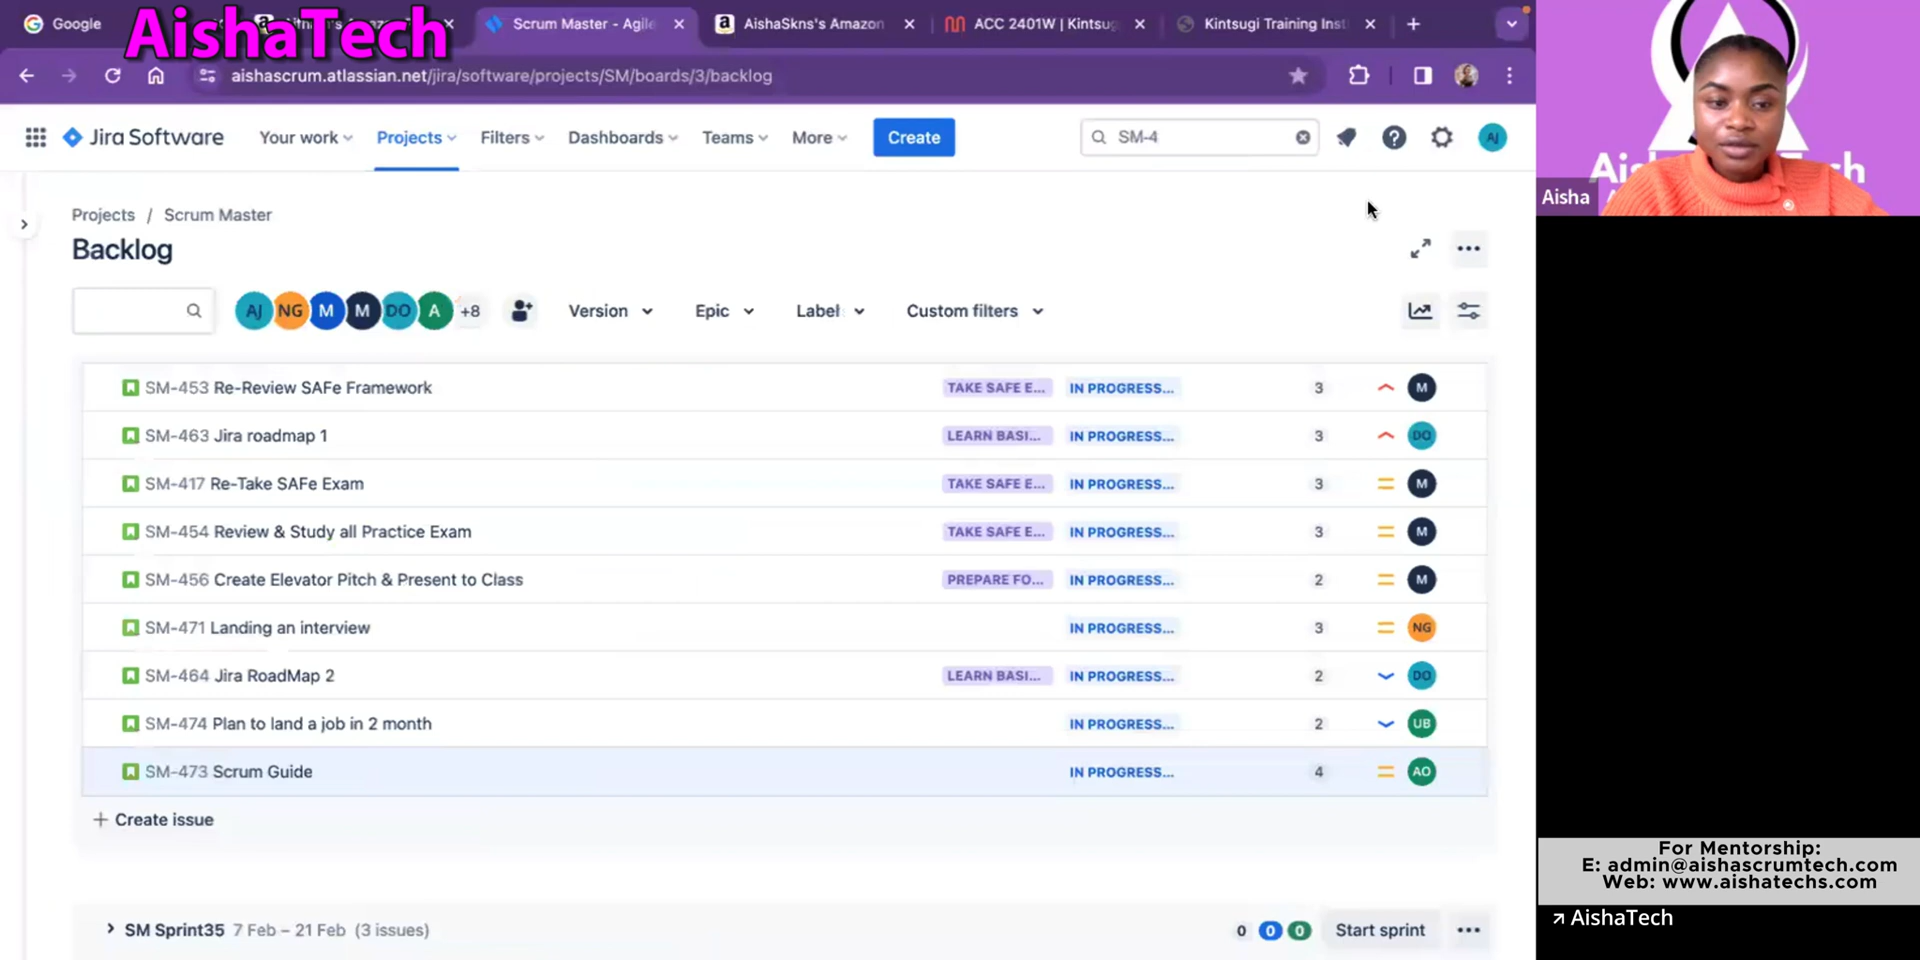 Google
AishaTech
Scrum Master - Agile
AishaSkns's Amazon
ACC 2401W | Kintsug
Kintsugi Training Inst
aishascrum.atlassian.net/jira/software/projects/SM/boards/3/backlog
Jira Software
Your work
Projects
Filters
Dashboards
Teams
More
Create
SM-4
AJ
Projects / Scrum Master
Backlog
AJ NG M M DO A +8
Version
Epic
Label
Custom filters
SM-453 Re-Review SAFe Framework TAKE SAFE E... IN PROGRESS... 3 M
SM-463 Jira roadmap 1 LEARN BASI... IN PROGRESS... 3 DO
SM-417 Re-Take SAFe Exam TAKE SAFE E... IN PROGRESS... 3 M
SM-454 Review & Study all Practice Exam TAKE SAFE E... IN PROGRESS... 3 M
SM-456 Create Elevator Pitch & Present to Class PREPARE FO... IN PROGRESS... 2 M
SM-471 Landing an interview IN PROGRESS... 3 NG
SM-464 Jira RoadMap 2 LEARN BASI... IN PROGRESS... 2 DO
SM-474 Plan to land a job in 2 month IN PROGRESS... 2 UB
SM-473 Scrum Guide IN PROGRESS... 4 AO
+ Create issue
SM Sprint35 7 Feb – 21 Feb (3 issues) 0 0 0 Start sprint
Aisha
For Mentorship:
E: admin@aishascrumtech.com
Web: www.aishatechs.com
AishaTech